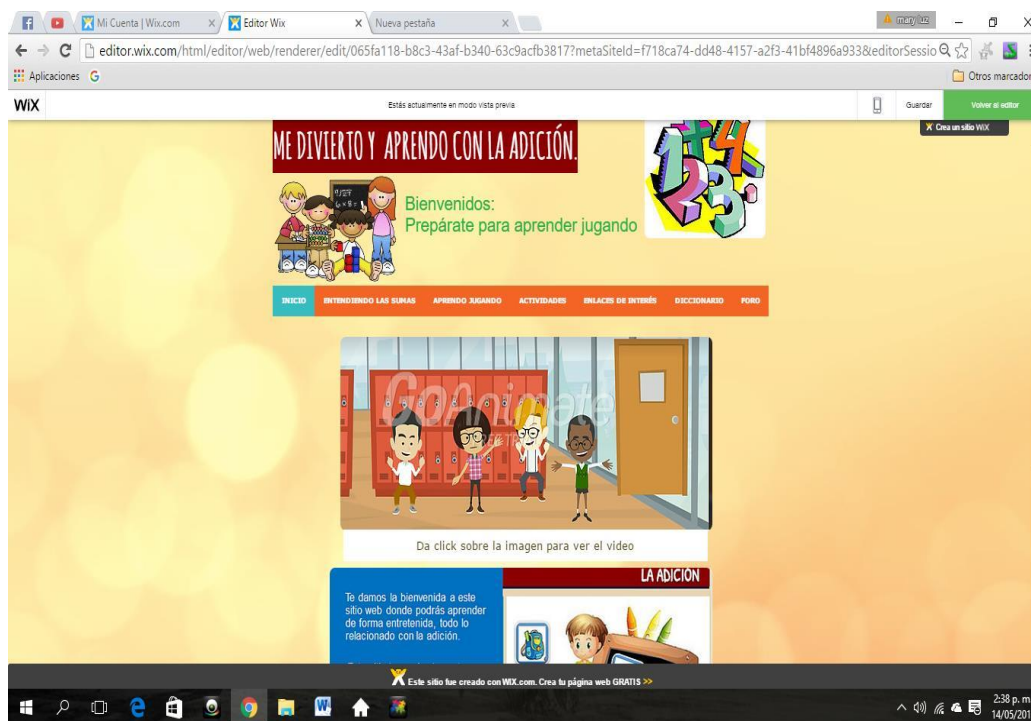 Mi Cuenta | Wix.com
Editor Wix
Nueva pestaña
mary luz
editor.wix.com/html/editor/web/renderer/edit/065fa118-b8c3-43af-b340-63c9acfb3817?metaSiteId=f718ca74-dd48-4157-a2f3-41bf4896a933&editorSessio
Aplicaciones
Otros marcador
WiX
Estás actualmente en modo vista previa
Guardar
Volver al editor
Crea un sitio WiX
ME DIVIERTO Y APRENDO CON LA ADICIÓN.
Bienvenidos:
Prepárate para aprender jugando
INICIO ENTENDIENDO LAS SUMAS APRENDO JUGANDO ACTIVIDADES ENLACES DE INTERÉS DICCIONARIO FORO
GoAnimate
Da click sobre la imagen para ver el video
LA ADICIÓN
Te damos la bienvenida a este
sitio web donde podrás aprender
de forma entretenida, todo lo
relacionado con la adición.
Este sitio fue creado con WIX.com. Crea tu página web GRATIS >>
2:38 p. m
14/05/201